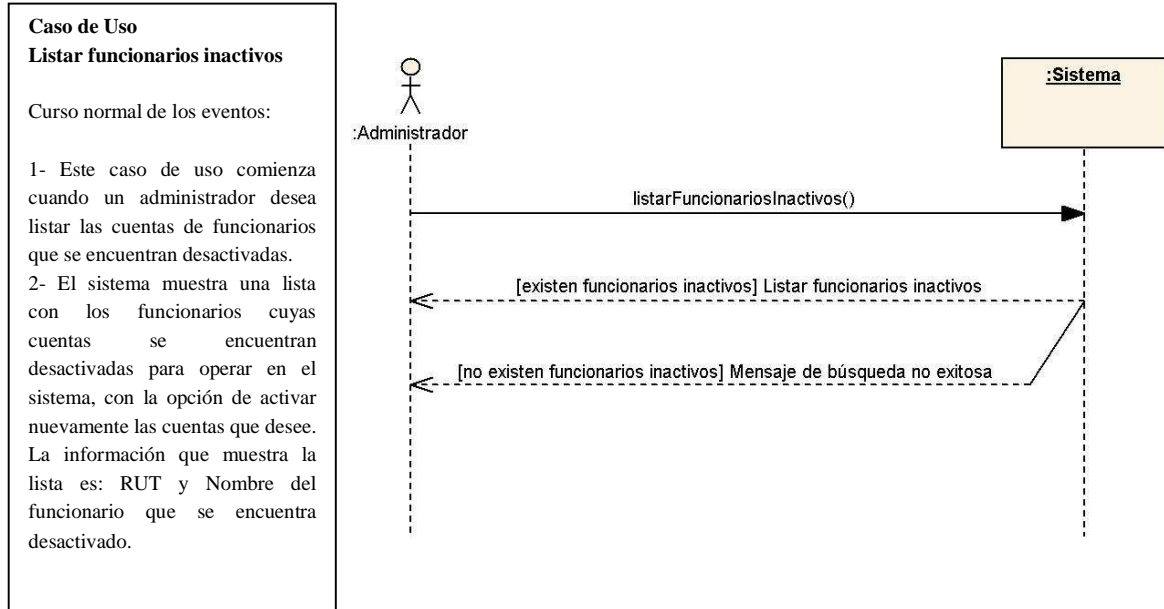 Caso de Uso
Listar funcionarios inactivos
Curso normal de los eventos:
1- Este caso de uso comienza
cuando un administrador desea
listar las cuentas de funcionarios
que se encuentran desactivadas.
2- El sistema muestra una lista
con los funcionarios cuyas
cuentas se encuentran
desactivadas para operar en el
sistema, con la opción de activar
nuevamente las cuentas que desee.
La información que muestra la
lista es: RUT y Nombre del
funcionario que se encuentra
desactivado.
:Administrador
:Sistema
listarFuncionariosInactivos()
[existen funcionarios inactivos] Listar funcionarios inactivos
[no existen funcionarios inactivos] Mensaje de búsqueda no exitosa